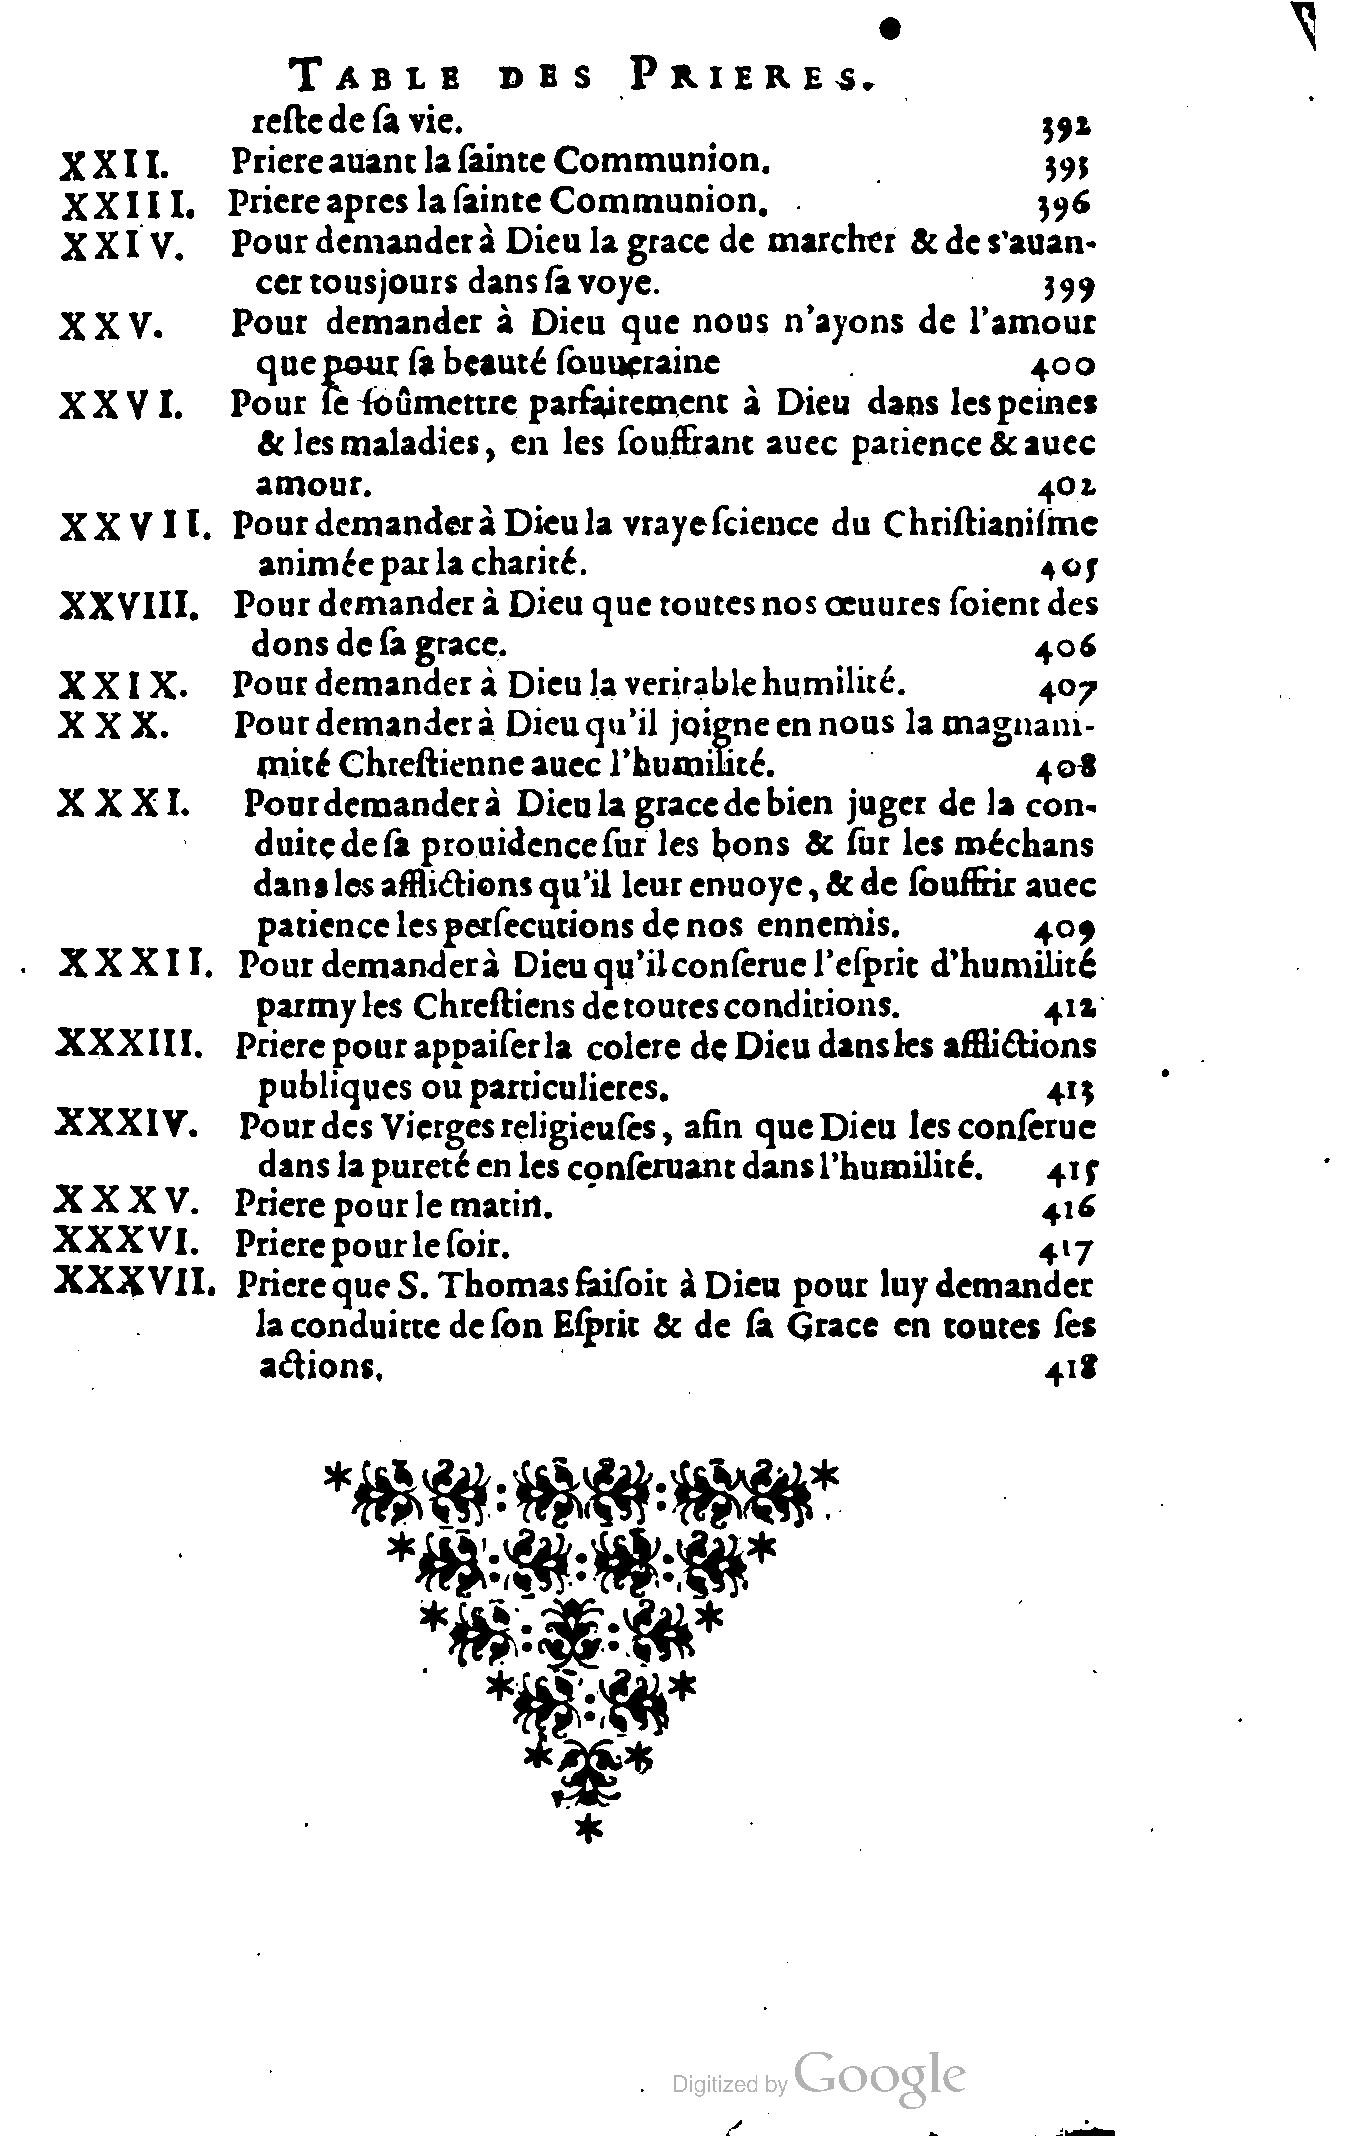 TABLE DES PRIERES.
reſte de ſa vie. 392
XXII. Priere auant la ſainte Communion. 395
XXIII. Priere apres la ſainte Communion. 396
XXIV. Pour demander à Dieu la grace de marcher & de s'auan-
cer tousjours dans ſa voye. 399
XXV. Pour demander à Dieu que nous n'ayons de l'amour
que pour ſa beauté ſouueraine 400
XXVI. Pour ſe ſoûmettre parfaitement à Dieu dans les peines
& les maladies, en les ſouffrant auec patience & auec
amour. 402
XXVII. Pour demander à Dieu la vraye ſcience du Chriſtianiſme
animée par la charité. 405
XXVIII. Pour demander à Dieu que toutes nos œuures ſoient des
dons de ſa grace. 406
XXIX. Pour demander à Dieu la veritable humilité. 407
XXX. Pour demander à Dieu qu'il joigne en nous la magnani-
mité Chreſtienne auec l'humilité. 408
XXXI. Pour demander à Dieu la grace de bien juger de la con-
duite de ſa prouidence ſur les bons & ſur les méchans
dans les afflictions qu'il leur enuoye, & de ſouffrir auec
patience les perſecutions de nos ennemis. 409
XXXII. Pour demander à Dieu qu'il conſerue l'eſprit d'humilité
parmy les Chreſtiens de toutes conditions. 412
XXXIII. Priere pour appaiſer la colere de Dieu dans les afflictions
publiques ou particulieres. 413
XXXIV. Pour des Vierges religieuſes, afin que Dieu les conſerue
dans la pureté en les conſeruant dans l'humilité. 415
XXXV. Priere pour le matin. 416
XXXVI. Priere pour le ſoir. 417
XXXVII. Priere que S. Thomas faiſoit à Dieu pour luy demander
la conduitte de ſon Eſprit & de ſa Grace en toutes ſes
actions. 418
Digitized by Google